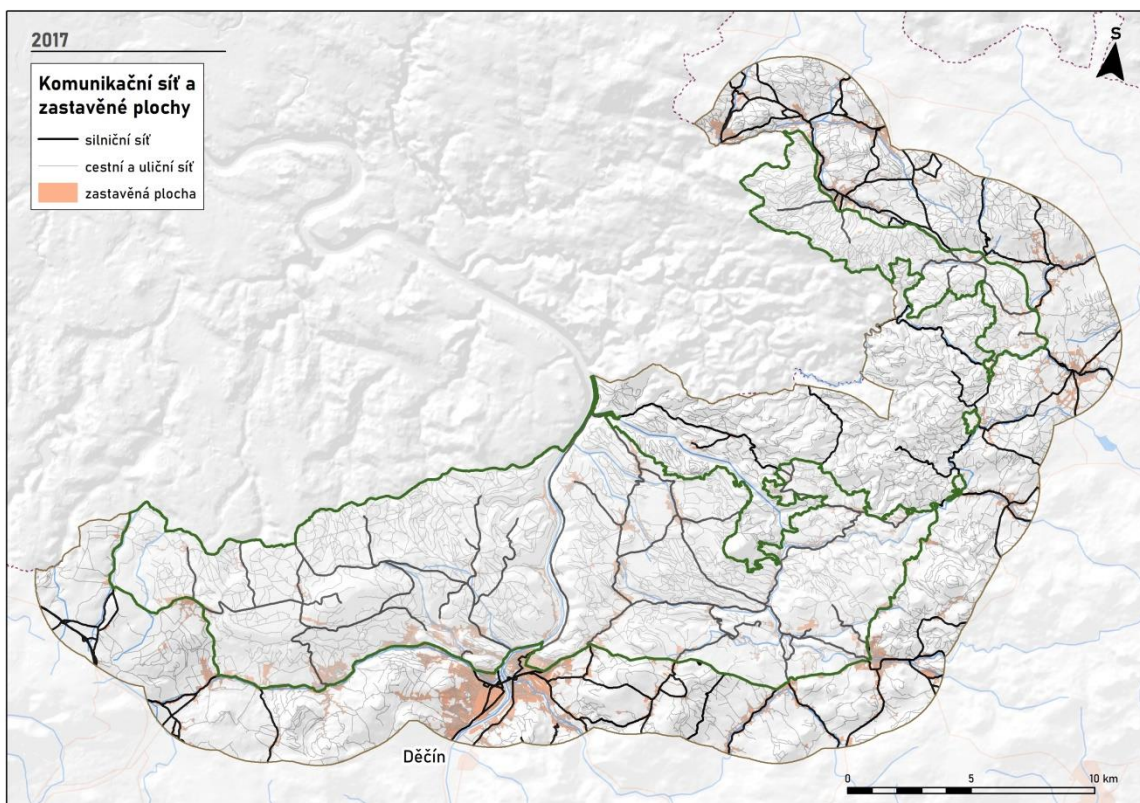 2017
Komunikační síť a
zastavěné plochy
silniční síť
cestní a uliční síť
zastavěná plocha
S
Děčín
0 5 10 km